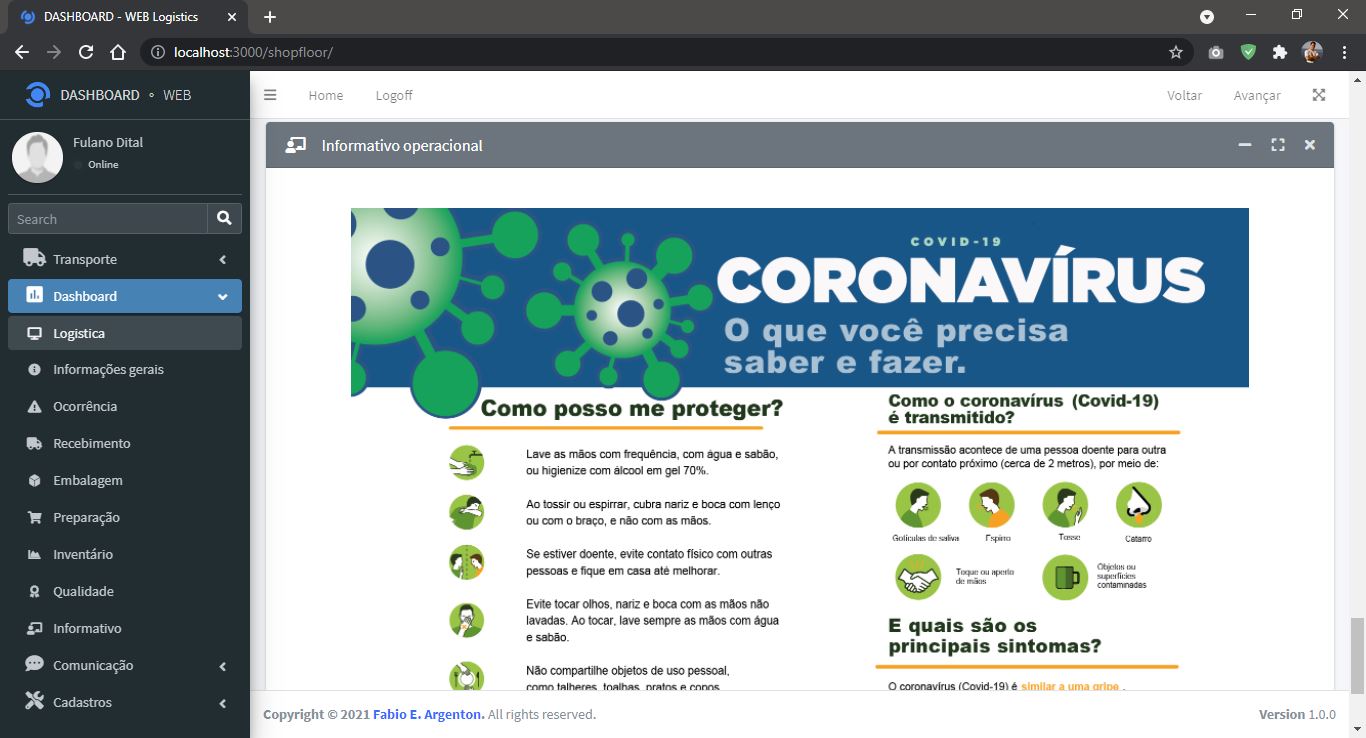 DASHBOARD - WEB Logistics
localhost:3000/shopfloor/
DASHBOARD ∘ WEB
Home
Logoff
Voltar
Avançar
Fulano Dital
Online
Search
Transporte
Dashboard
Logistica
Informações gerais
Ocorrência
Recebimento
Embalagem
Preparação
Inventário
Qualidade
Informativo
Comunicação
Cadastros
Informativo operacional
COVID-19
CORONAVÍRUS
O que você precisa
saber e fazer.
Como posso me proteger?
Lave as mãos com frequência, com água e sabão,
ou higienize com álcool em gel 70%.
Ao tossir ou espirrar, cubra nariz e boca com lenço
ou com o braço, e não com as mãos.
Se estiver doente, evite contato físico com outras
pessoas e fique em casa até melhorar.
Evite tocar olhos, nariz e boca com as mãos não
lavadas. Ao tocar, lave sempre as mãos com água
e sabão.
Não compartilhe objetos de uso pessoal,
como talheres, toalhas, pratos e copos.
Como o coronavírus (Covid-19)
é transmitido?
A transmissão acontece de uma pessoa doente para outra
ou por contato próximo (cerca de 2 metros), por meio de:
Gotículas de saliva
Espirro
Tosse
Catarro
Toque ou aperto
de mãos
Objetos ou
superfícies
contaminadas
E quais são os
principais sintomas?
O coronavírus (Covid-19) é similar a uma gripe .
Copyright © 2021 Fabio E. Argenton. All rights reserved.
Version 1.0.0